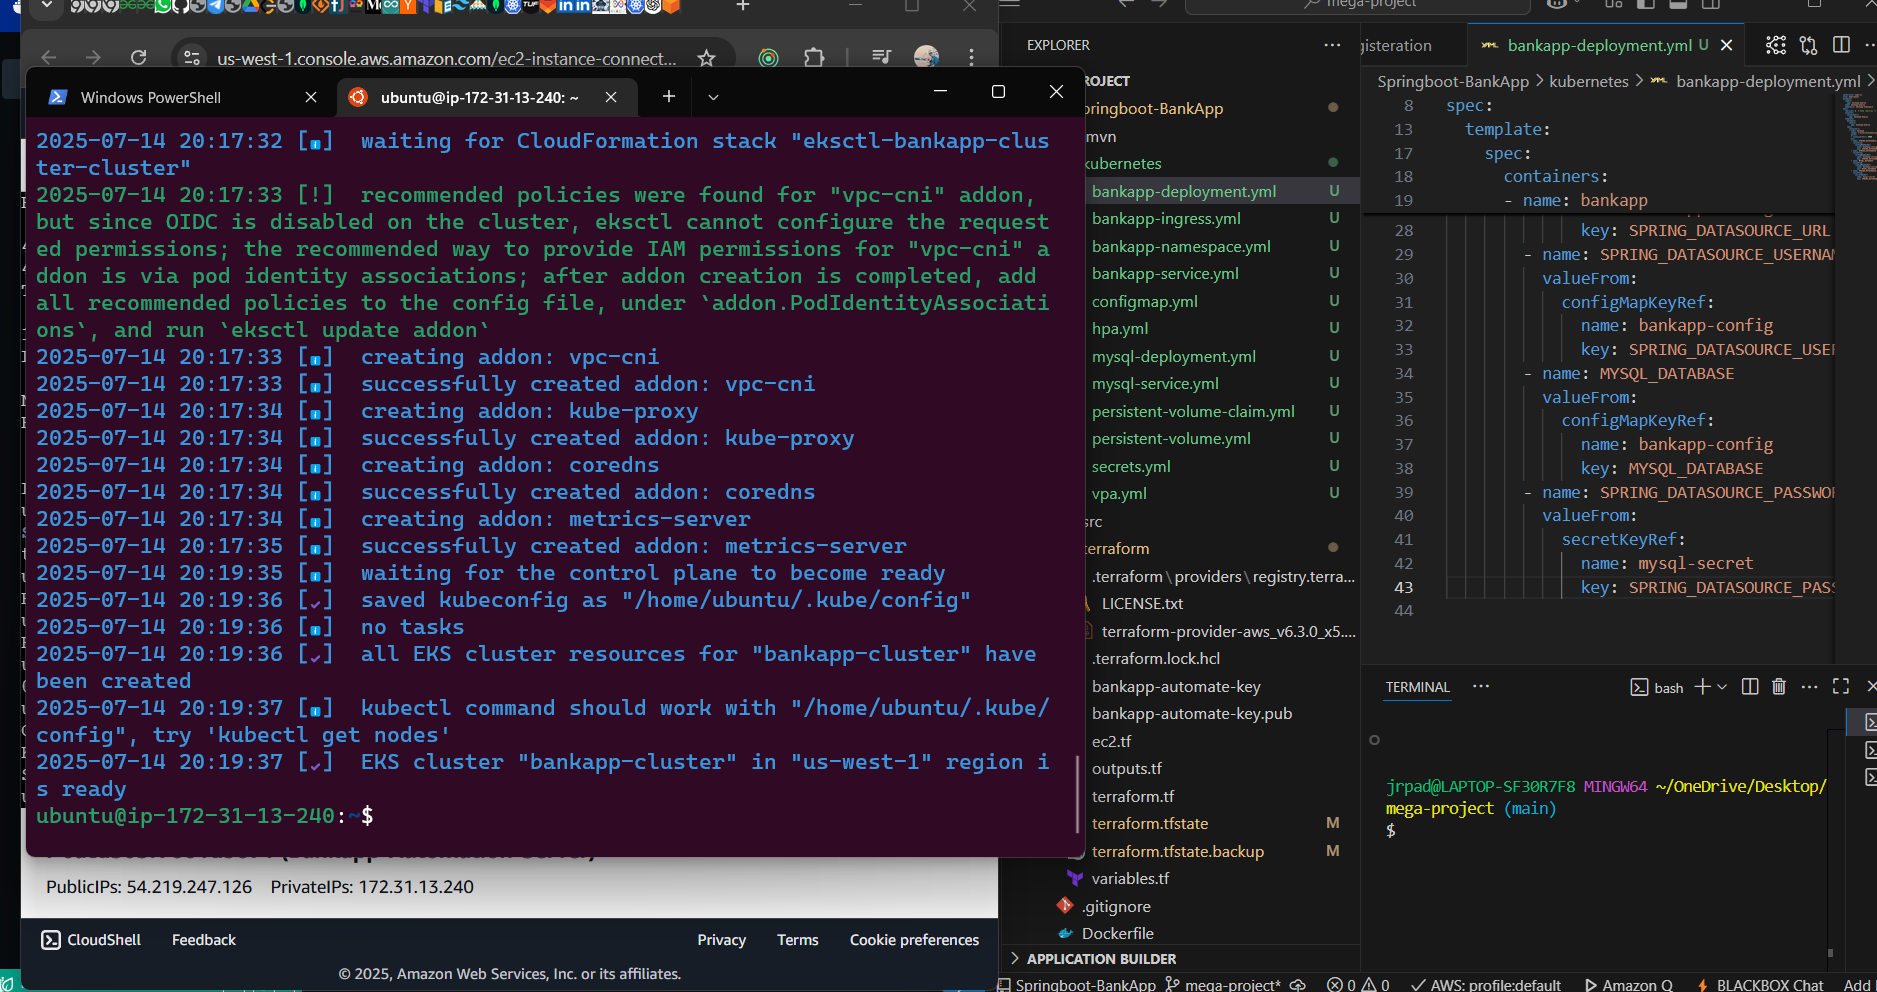 mega-project
us-west-1.console.aws.amazon.com/ec2-instance-connect...
Windows PowerShell
ubuntu@ip-172-31-13-240: ~
2025-07-14 20:17:32 [i]  waiting for CloudFormation stack "eksctl-bankapp-clus
ter-cluster"
2025-07-14 20:17:33 [!]  recommended policies were found for "vpc-cni" addon,
but since OIDC is disabled on the cluster, eksctl cannot configure the request
ed permissions; the recommended way to provide IAM permissions for "vpc-cni" a
ddon is via pod identity associations; after addon creation is completed, add
all recommended policies to the config file, under `addon.PodIdentityAssociati
ons`, and run `eksctl update addon`
2025-07-14 20:17:33 [i]  creating addon: vpc-cni
2025-07-14 20:17:33 [i]  successfully created addon: vpc-cni
2025-07-14 20:17:34 [i]  creating addon: kube-proxy
2025-07-14 20:17:34 [i]  successfully created addon: kube-proxy
2025-07-14 20:17:34 [i]  creating addon: coredns
2025-07-14 20:17:34 [i]  successfully created addon: coredns
2025-07-14 20:17:34 [i]  creating addon: metrics-server
2025-07-14 20:17:35 [i]  successfully created addon: metrics-server
2025-07-14 20:19:35 [i]  waiting for the control plane to become ready
2025-07-14 20:19:36 [✓]  saved kubeconfig as "/home/ubuntu/.kube/config"
2025-07-14 20:19:36 [i]  no tasks
2025-07-14 20:19:36 [✓]  all EKS cluster resources for "bankapp-cluster" have
been created
2025-07-14 20:19:37 [i]  kubectl command should work with "/home/ubuntu/.kube/
config", try 'kubectl get nodes'
2025-07-14 20:19:37 [✓]  EKS cluster "bankapp-cluster" in "us-west-1" region i
s ready
ubuntu@ip-172-31-13-240:~$
PublicIPs: 54.219.247.126 PrivateIPs: 172.31.13.240
CloudShell Feedback Privacy Terms Cookie preferences
© 2025, Amazon Web Services, Inc. or its affiliates.
EXPLORER
ROJECT
pringboot-BankApp
mvn
kubernetes
bankapp-deployment.yml U
bankapp-ingress.yml U
bankapp-namespace.yml U
bankapp-service.yml U
configmap.yml U
hpa.yml U
mysql-deployment.yml U
mysql-service.yml U
persistent-volume-claim.yml U
persistent-volume.yml U
secrets.yml U
vpa.yml U
src
terraform
.terraform\providers\registry.terra...
LICENSE.txt
terraform-provider-aws_v6.3.0_x5....
.terraform.lock.hcl
bankapp-automate-key
bankapp-automate-key.pub
ec2.tf
outputs.tf
terraform.tf
terraform.tfstate M
terraform.tfstate.backup M
variables.tf
.gitignore
Dockerfile
APPLICATION BUILDER
gisteration
bankapp-deployment.yml U
Springboot-BankApp > kubernetes > bankapp-deployment.yml >
8 spec:
13 template:
17 spec:
18 containers:
19 - name: bankapp
28 key: SPRING_DATASOURCE_URL
29 - name: SPRING_DATASOURCE_USERNAM
30 valueFrom:
31 configMapKeyRef:
32 name: bankapp-config
33 key: SPRING_DATASOURCE_USER
34 - name: MYSQL_DATABASE
35 valueFrom:
36 configMapKeyRef:
37 name: bankapp-config
38 key: MYSQL_DATABASE
39 - name: SPRING_DATASOURCE_PASSWOR
40 valueFrom:
41 secretKeyRef:
42 name: mysql-secret
43 key: SPRING_DATASOURCE_PASS
44
TERMINAL
bash
jrpad@LAPTOP-SF30R7F8 MINGW64 ~/OneDrive/Desktop/
mega-project (main)
$
Springboot-BankApp mega-project* 0 0 AWS: profile:default Amazon Q BLACKBOX Chat Add